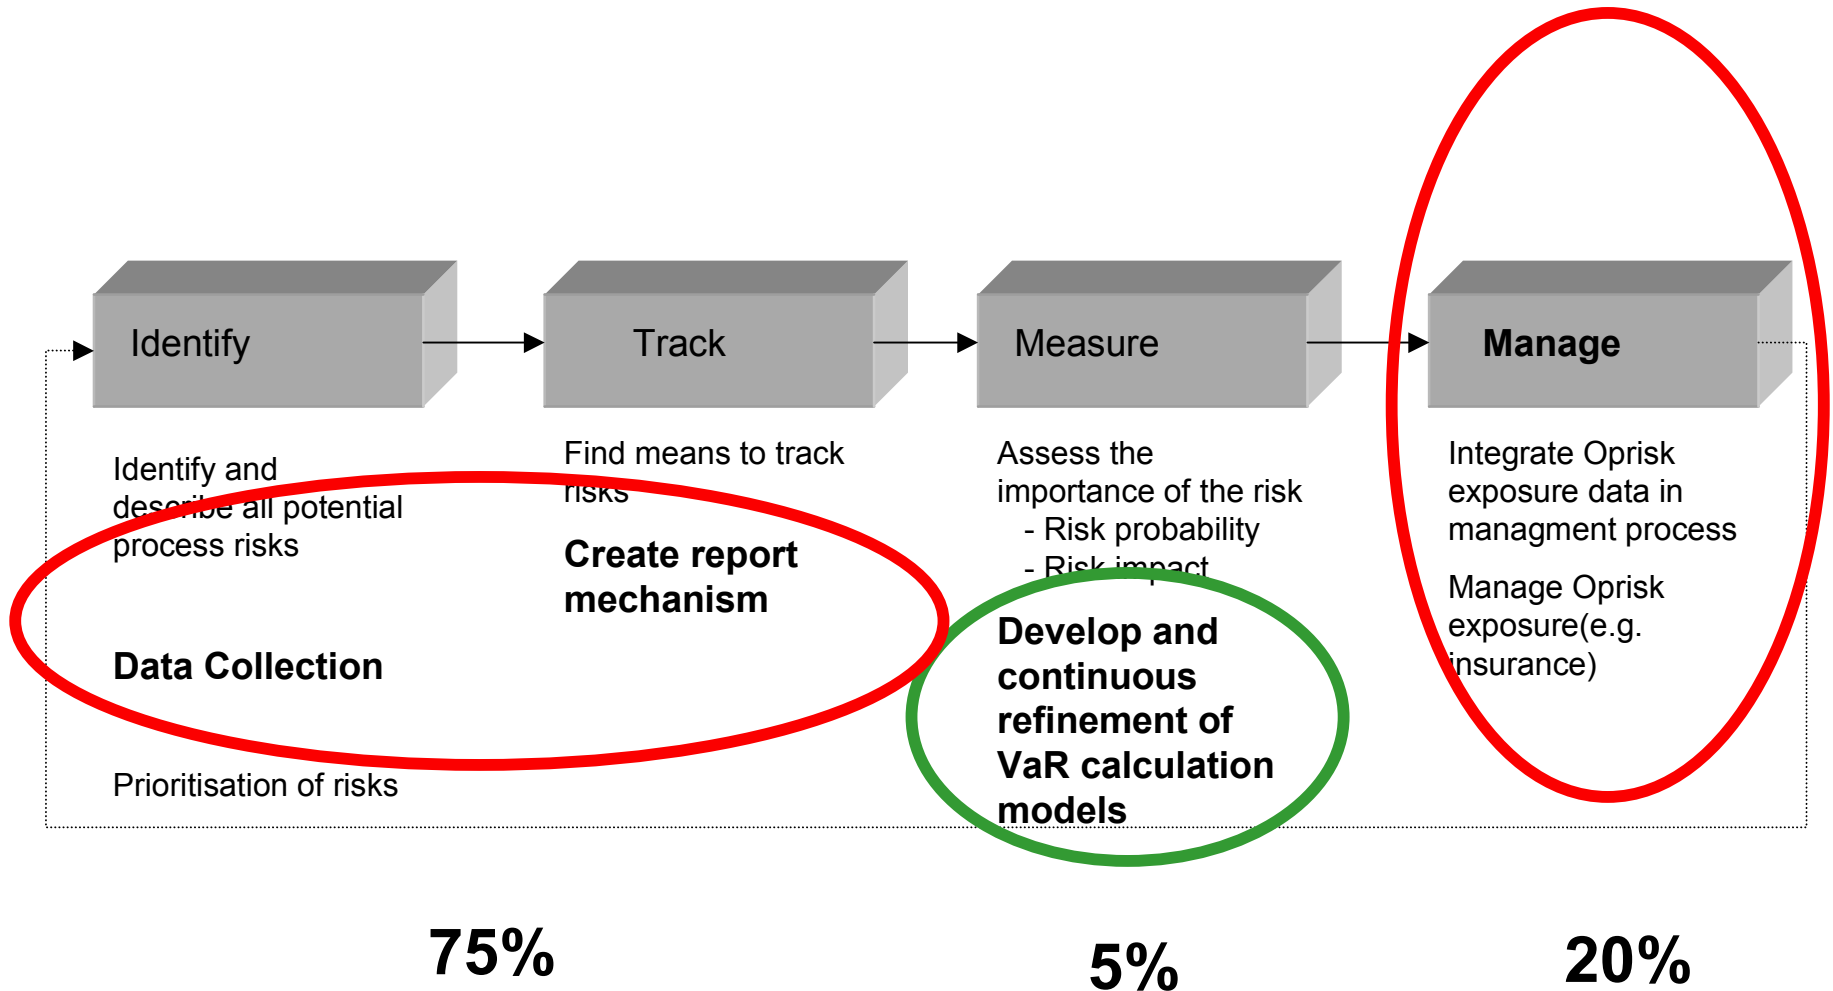 Identify
Track
Measure
Manage
Identify and
describe all potential
process risks
Data Collection
Prioritisation of risks
Find means to track
risks
Create report
mechanism
Assess the
importance of the risk
- Risk probability
- Risk impact
Develop and
continuous
refinement of
VaR calculation
models
Integrate Oprisk
exposure data in
managment process
Manage Oprisk
exposure(e.g.
insurance)
75%
5%
20%